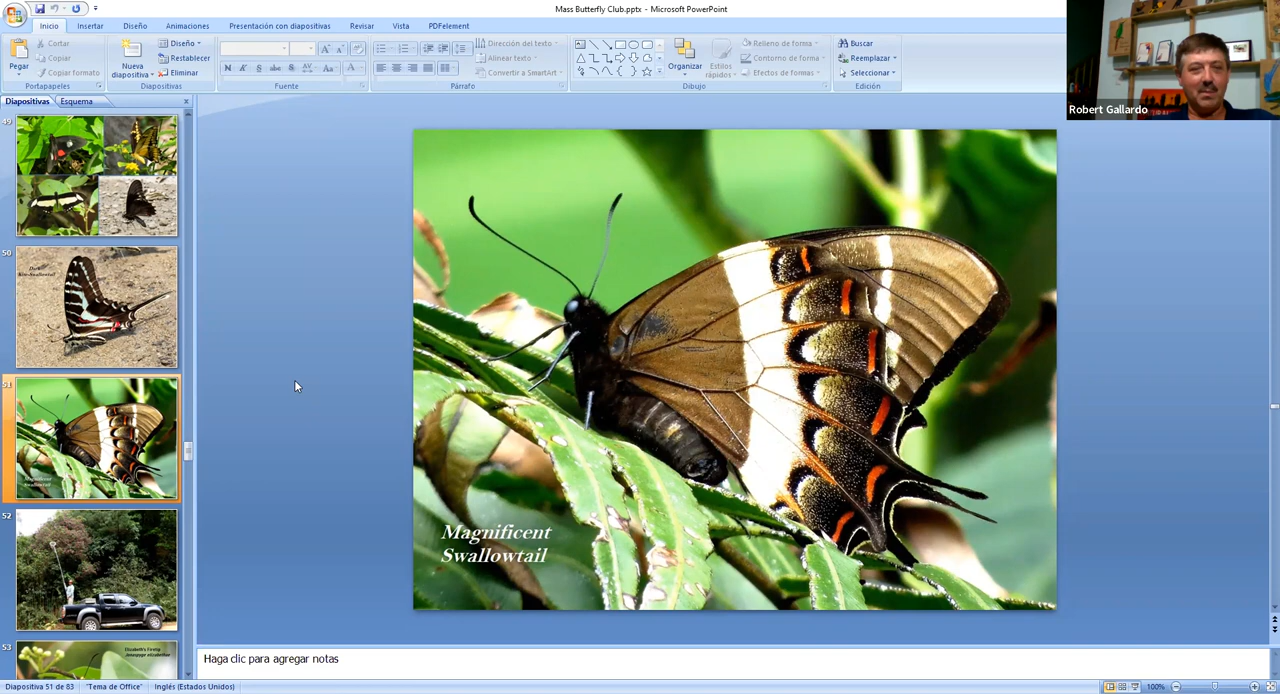 Mass Butterfly Club.pptx - Microsoft PowerPoint
Inicio
Insertar
Diseño
Animaciones
Presentación con diapositivas
Revisar
Vista
PDFelement
Pegar
Cortar
Copiar
Copiar formato
Portapapeles
Nueva
diapositiva
Diseño
Restablecer
Eliminar
Diapositivas
Fuente
Dirección del texto
Alinear texto
Convertir a SmartArt
Párrafo
Organizar
Estilos
rápidos
Relleno de forma
Contorno de forma
Efectos de formas
Dibujo
Buscar
Reemplazar
Seleccionar
Edición
Robert Gallardo
Diapositivas
Esquema
49
50
51
52
53
Magnificent
Swallowtail
Magnificent
Swallowtail
Haga clic para agregar notas
Diapositiva 51 de 83
"Tema de Office"
Inglés (Estados Unidos)
100%